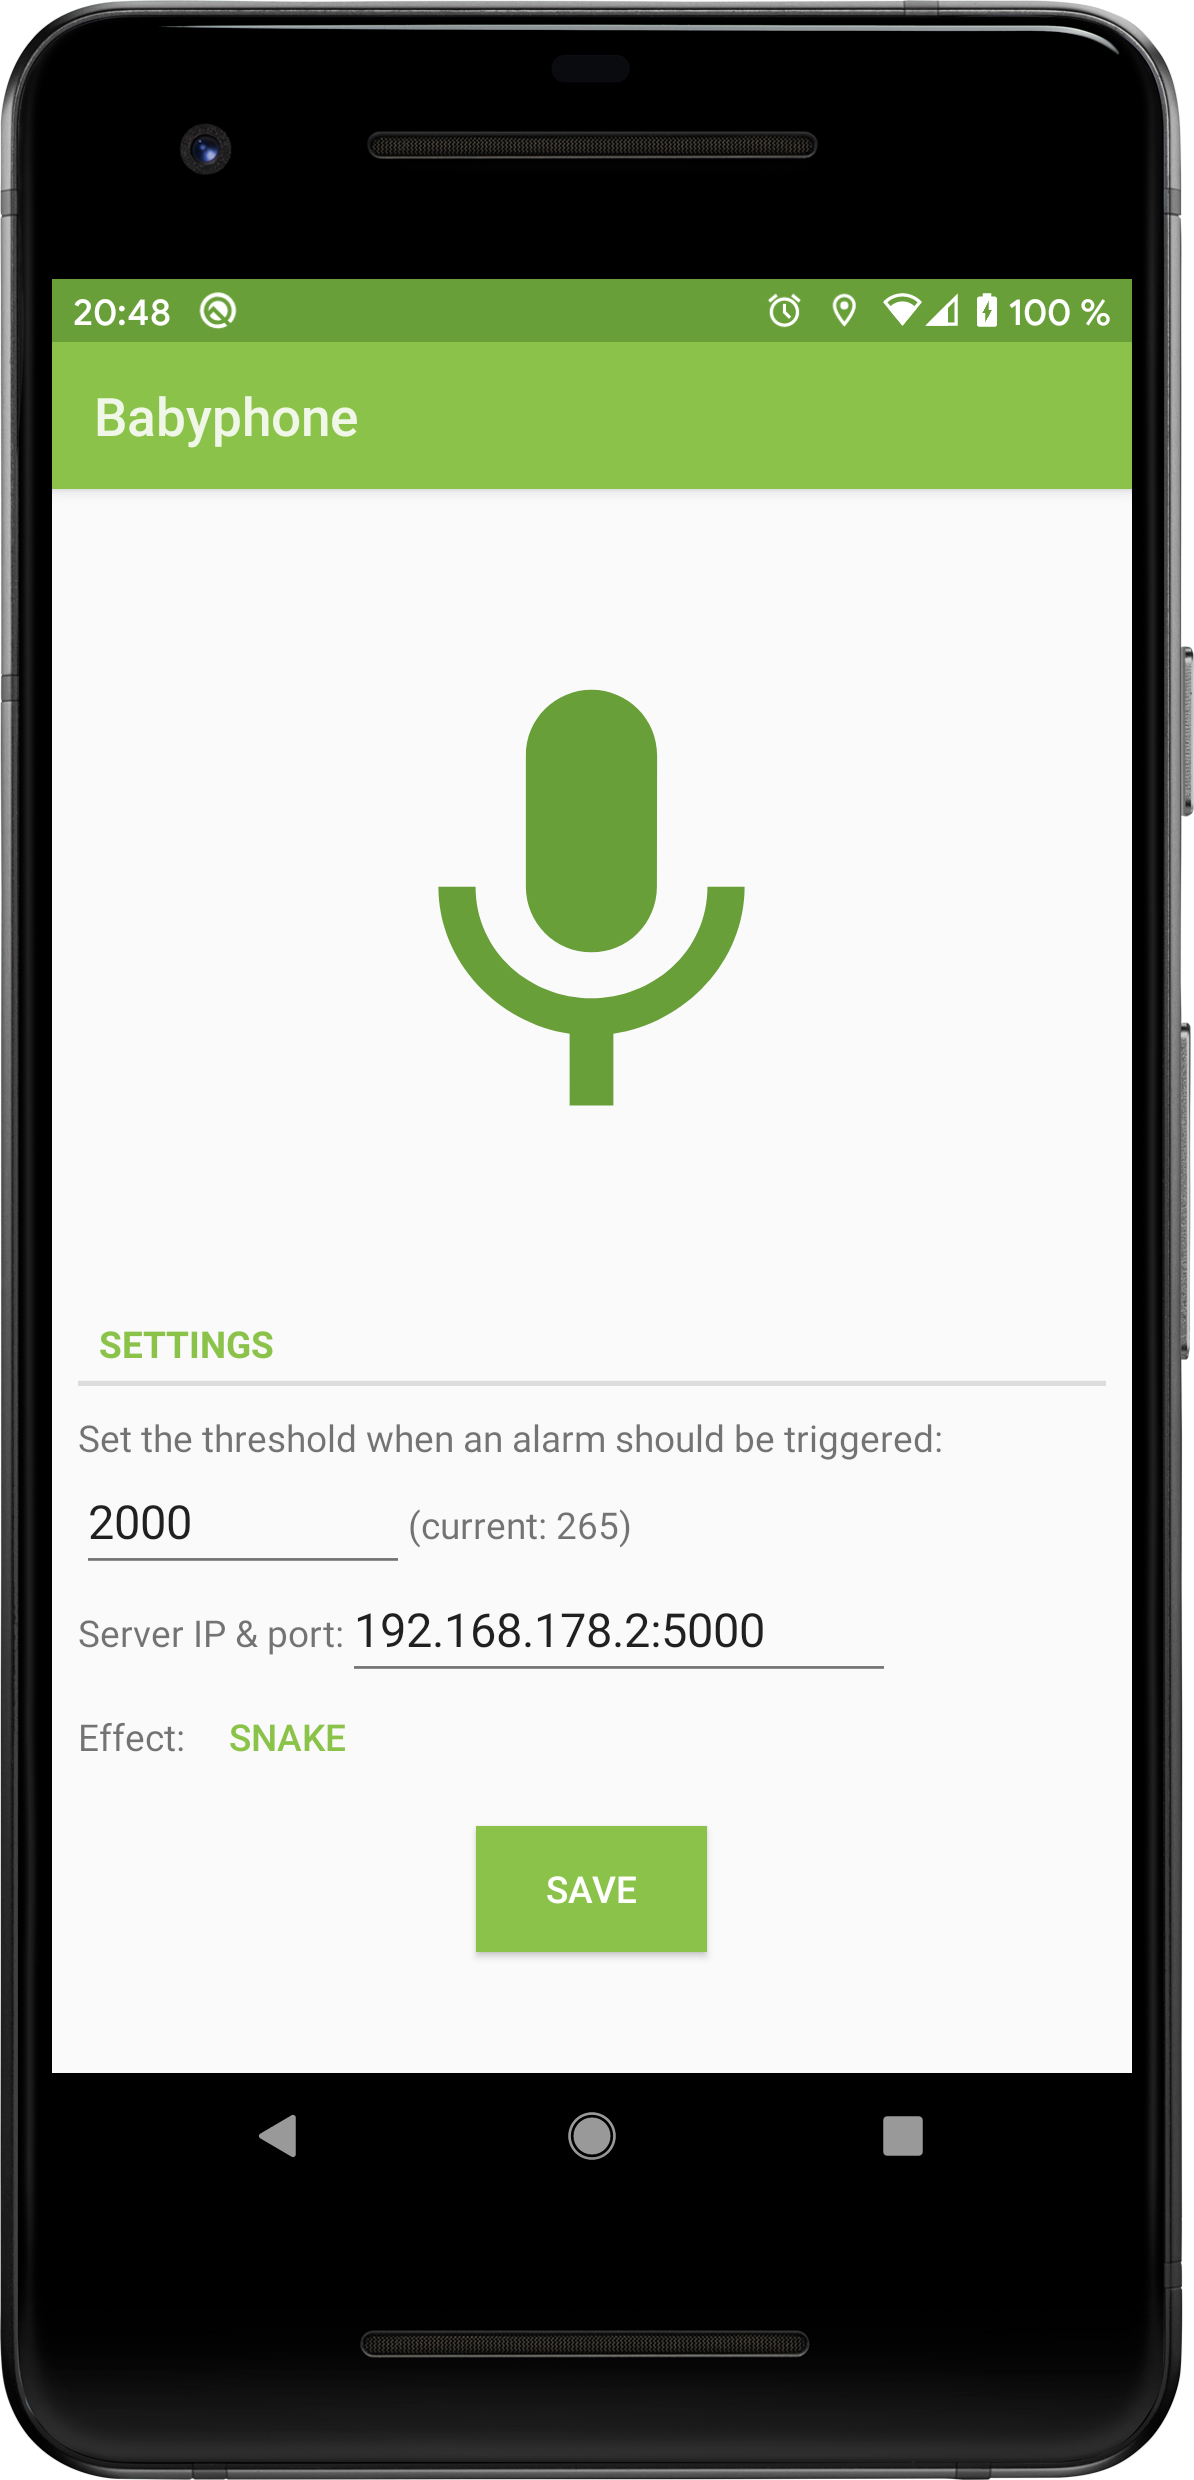 20:48 100 %
Babyphone
SETTINGS
Set the threshold when an alarm should be triggered:
2000 (current: 265)
Server IP & port: 192.168.178.2:5000
Effect: SNAKE
SAVE